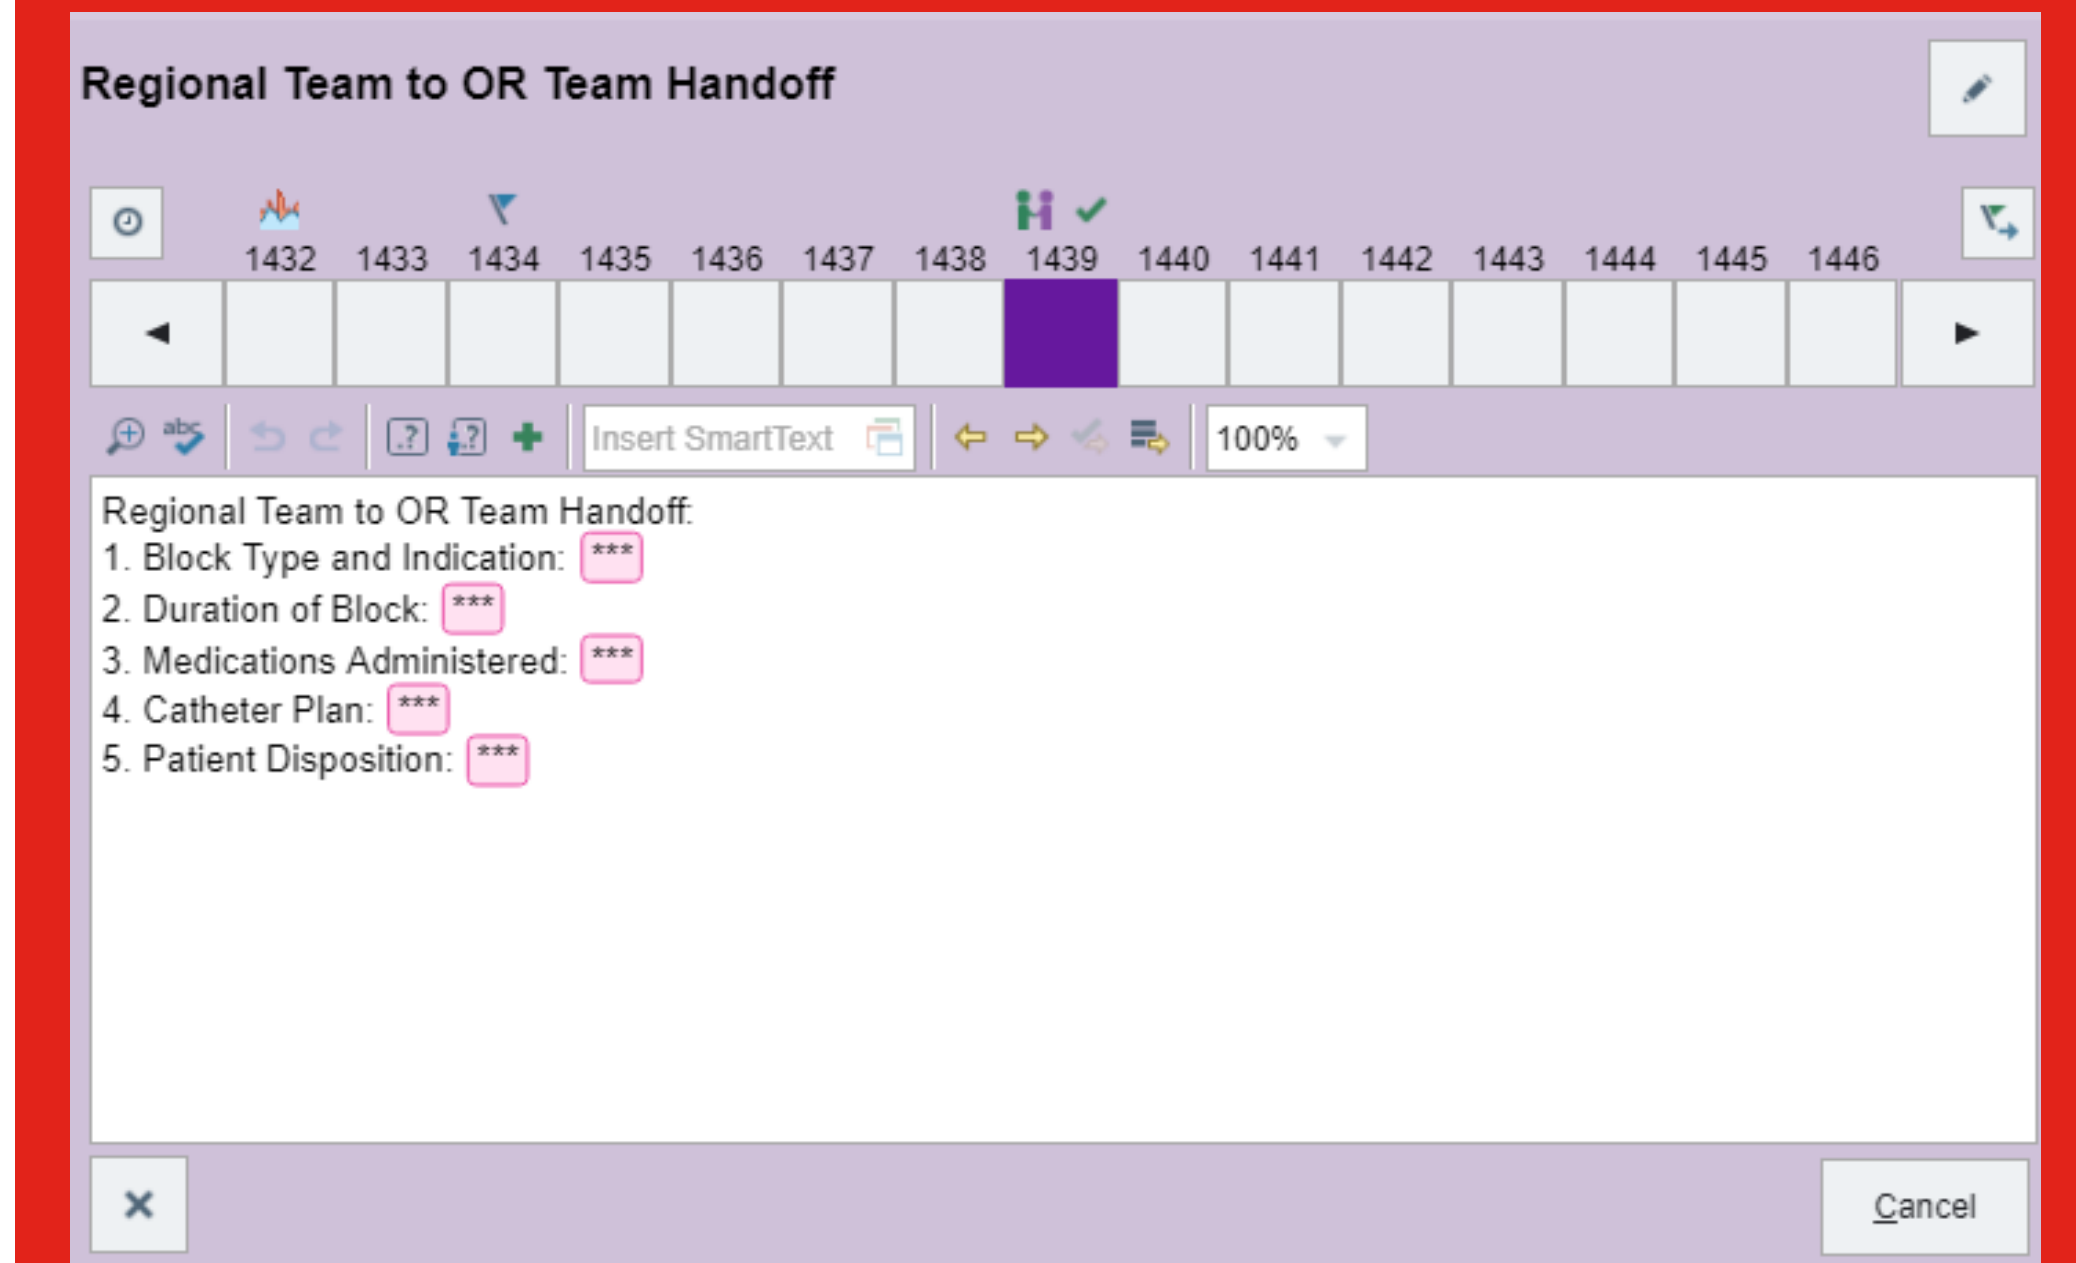 Regional Team to OR Team Handoff
1432 1433 1434 1435 1436 1437 1438 1439 1440 1441 1442 1443 1444 1445 1446
abc .? .? Insert SmartText 100%
Regional Team to OR Team Handoff:
1. Block Type and Indication: ***
2. Duration of Block: ***
3. Medications Administered: ***
4. Catheter Plan: ***
5. Patient Disposition: ***
Cancel